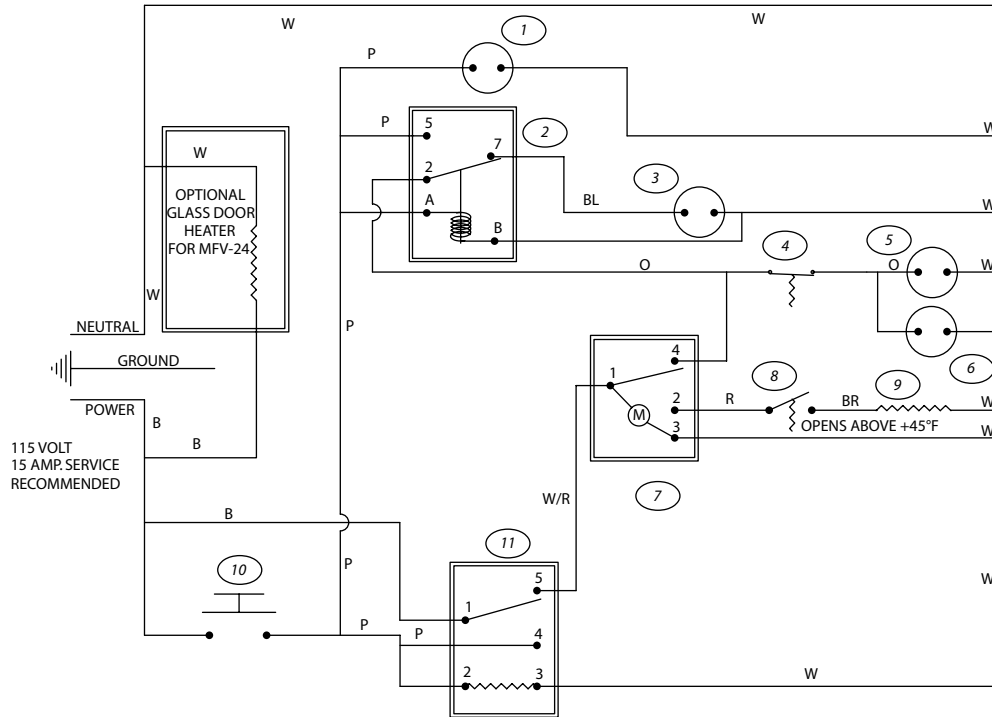 W
W
1
P
P
5
7
2
W
2
3
A
BL
W
OPTIONAL
GLASS DOOR
HEATER
FOR MFV-24
B
4
5
W
O
O
W
W
P
NEUTRAL
GROUND
4
6
1
8
9
POWER
M
2
R
BR
W
3
OPENS ABOVE +45°F
W
B
B
115 VOLT
15 AMP. SERVICE
RECOMMENDED
7
W/R
B
11
10
P
5
W
1
P
P
4
2
3
W